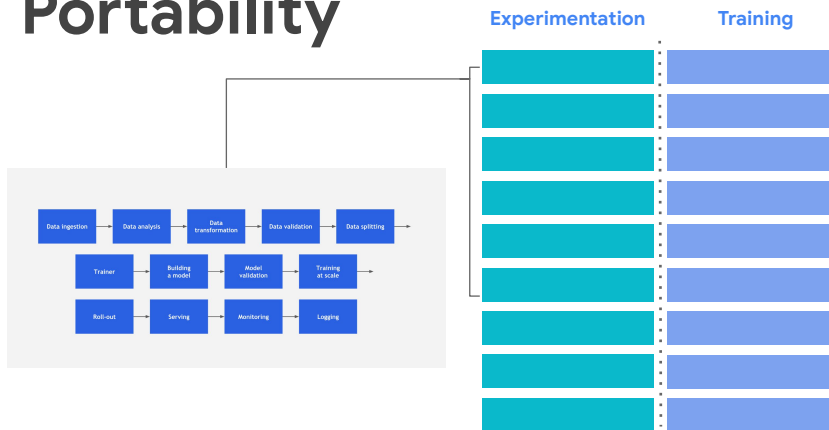 Portability
Experimentation
Training
Data ingestion
Data analysis
Data
transformation
Data validation
Data splitting
Trainer
Building
a model
Model
validation
Training
at scale
Roll-out
Serving
Monitoring
Logging